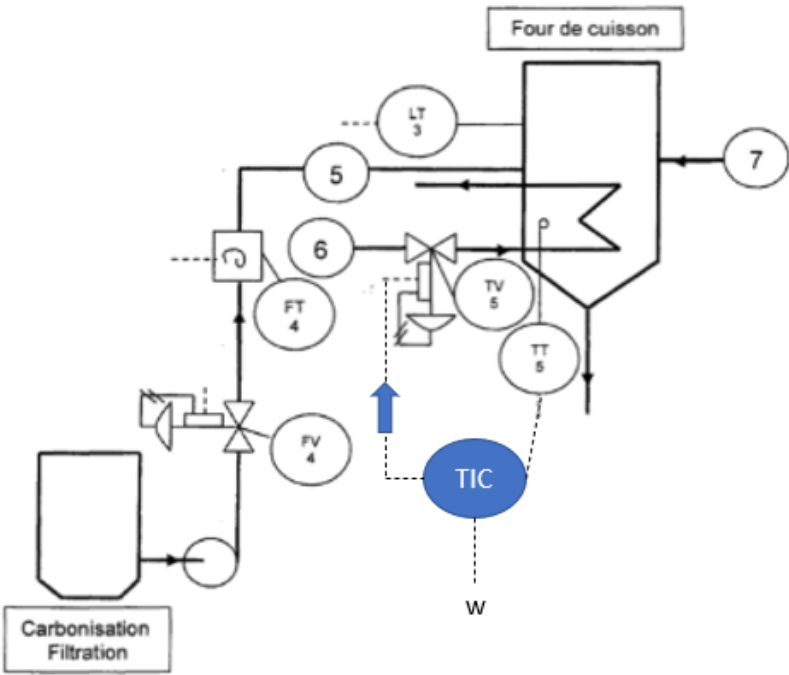 Four de cuisson
LT
3
5
7
6
TV
5
FT
4
TT
5
FV
4
TIC
w
Carbonisation
Filtration